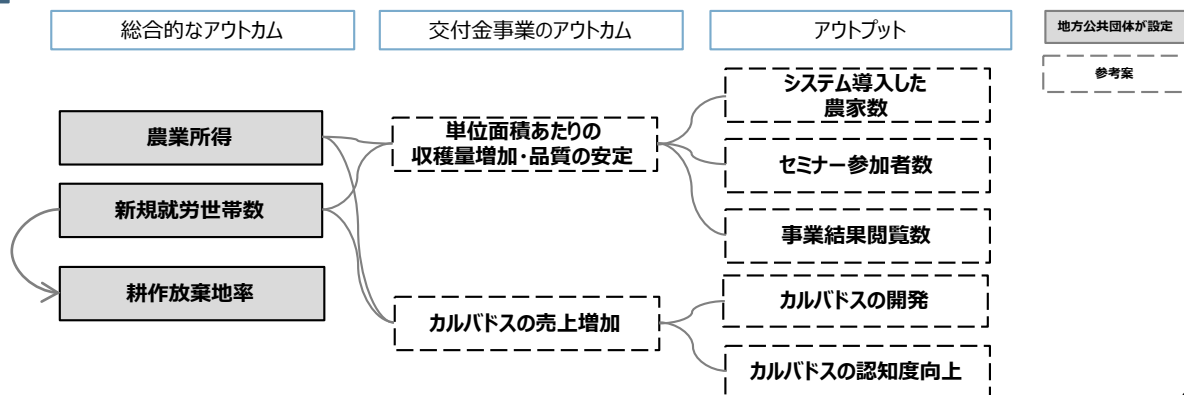 総合的なアウトカム
交付金事業のアウトカム
アウトプット
地方公共団体が設定
参考案
農業所得
新規就労世帯数
耕作放棄地率
単位面積あたりの
収穫量増加・品質の安定
カルバドスの売上増加
システム導入した
農家数
セミナー参加者数
事業結果閲覧数
カルバドスの開発
カルバドスの認知度向上